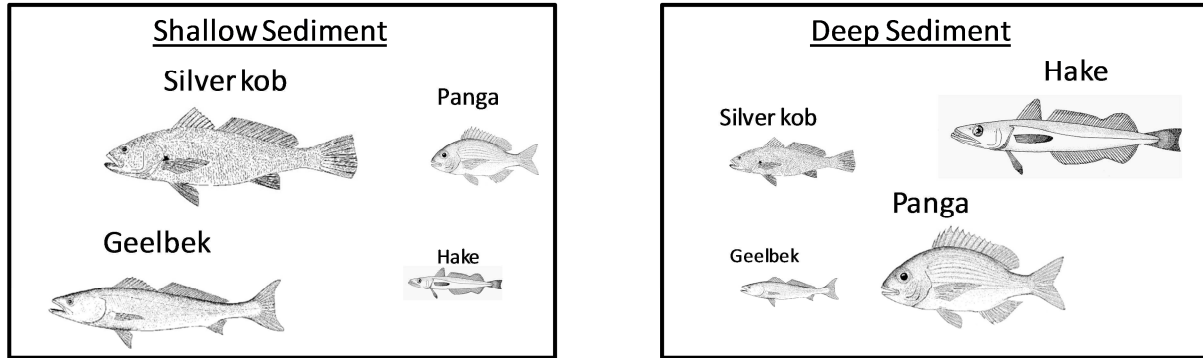 Shallow Sediment
Silver kob
Panga
Geelbek
Hake
Deep Sediment
Hake
Silver kob
Panga
Geelbek